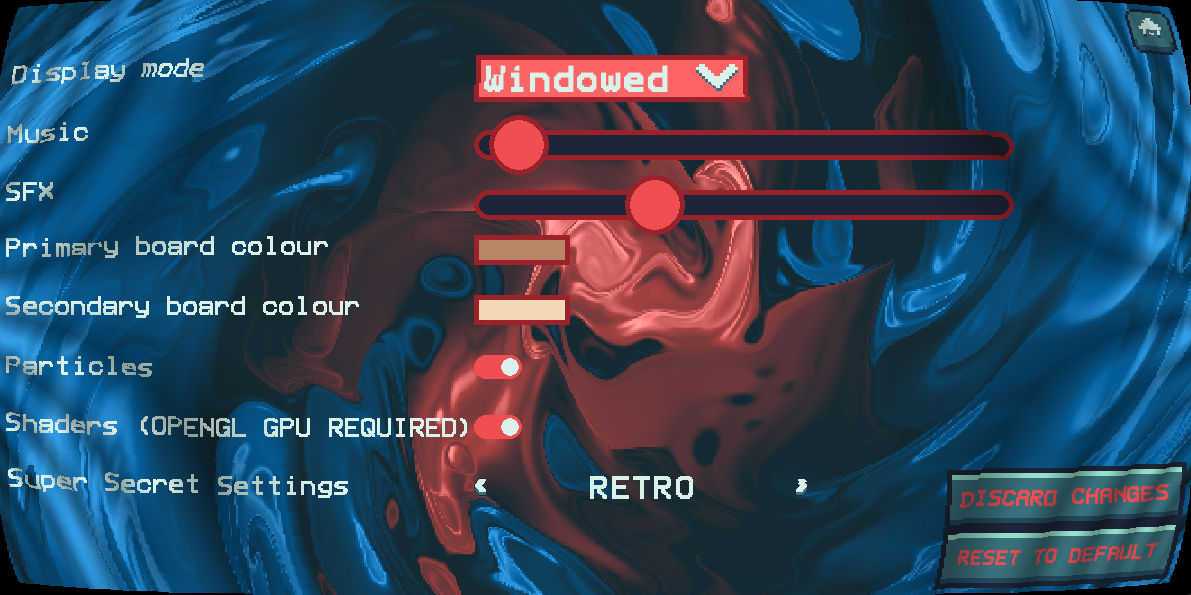 Display mode
Windowed
Music
SFX
Primary board colour
Secondary board colour
Particles
Shaders (OPENGL GPU REQUIRED)
Super Secret Settings
RETRO
DISCARD CHANGES
RESET TO DEFAULT